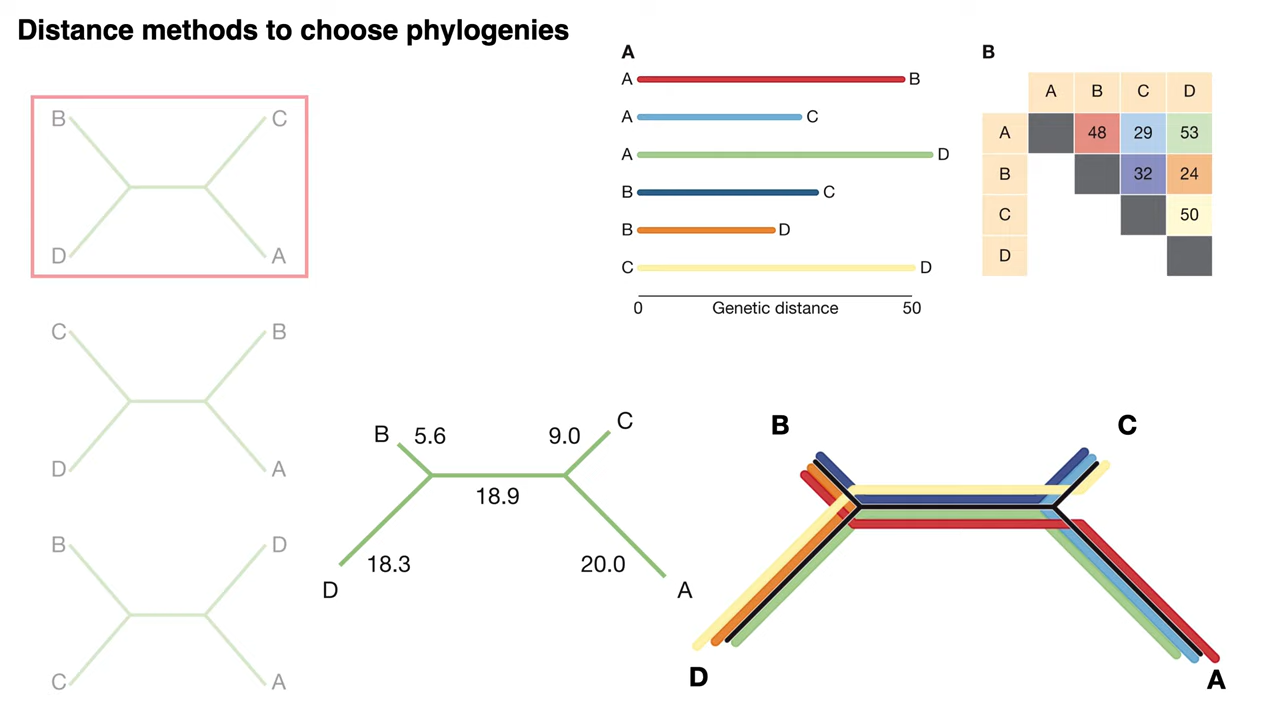 Distance methods to choose phylogenies
B C
D A
C B
D A
B D
C A
A
A B
A C
A D
B C
B D
C D
0 Genetic distance 50
B
A B C D
A 48 29 53
B 32 24
C 50
D
B 5.6 9.0 C
18.9
D 18.3 20.0 A
B C
D A